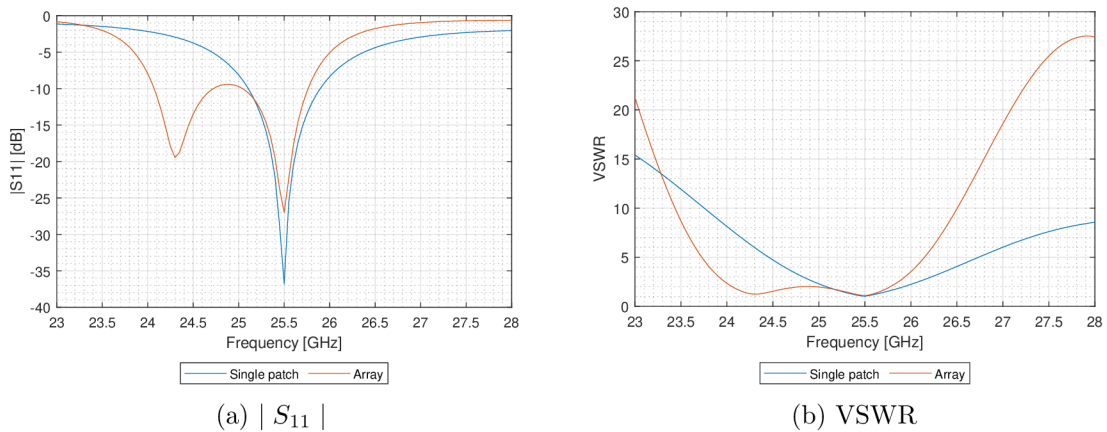 0
-5
-10
-15
-20
-25
-30
-35
-40
|S11| [dB]
23 23.5 24 24.5 25 25.5 26 26.5 27 27.5 28
Frequency [GHz]
Single patch Array
(a) | S11 |
30
25
20
15
10
5
0
VSWR
23 23.5 24 24.5 25 25.5 26 26.5 27 27.5 28
Frequency [GHz]
Single patch Array
(b) VSWR